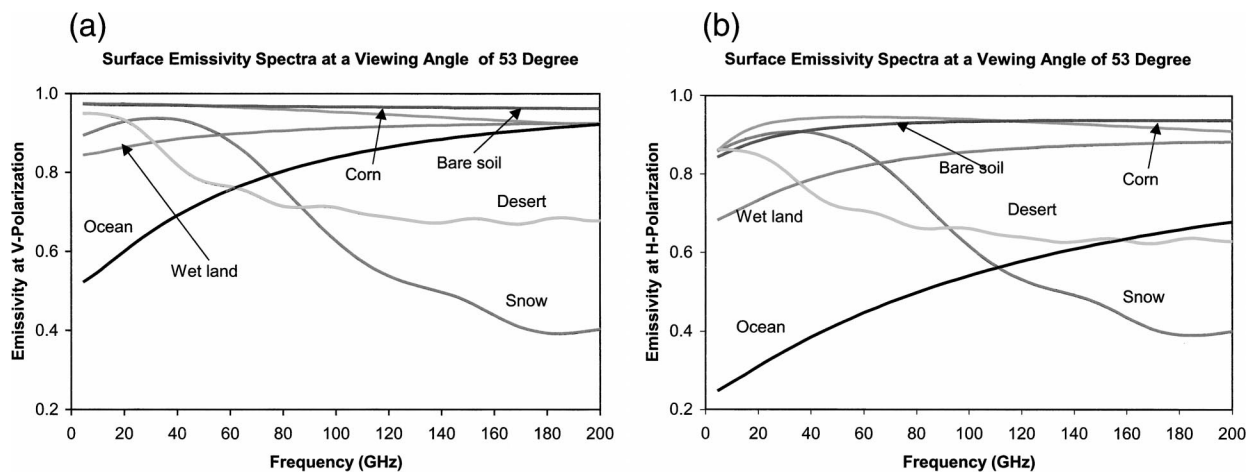 (a)
Surface Emissivity Spectra at a Viewing Angle of 53 Degree
Emissivity at V-Polarization
1.0
0.8
0.6
0.4
0.2
Ocean
Wet land
Corn
Bare soil
Desert
Snow
0 20 40 60 80 100 120 140 160 180 200
Frequency (GHz)
(b)
Surface Emissivity Spectra at a Vewing Angle of 53 Degree
Emissivity at H-Polarization
1.0
0.8
0.6
0.4
0.2
Bare soil
Corn
Wet land
Desert
Snow
Ocean
0 20 40 60 80 100 120 140 160 180 200
Frequency (GHz)